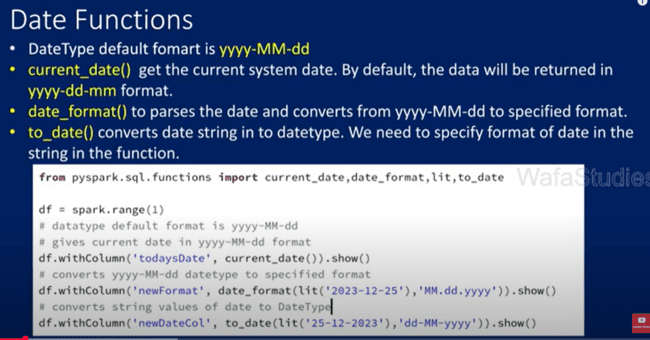 Date Functions
• DateType default fomart is yyyy-MM-dd
• current_date() get the current system date. By default, the data will be returned in
yyyy-dd-mm format.
• date_format() to parses the date and converts from yyyy-MM-dd to specified format.
• to_date() converts date string in to datetype. We need to specify format of date in the
string in the function.
from pyspark.sql.functions import current_date,date_format,lit,to_date
WafaStudies
df = spark.range(1)
# datatype default format is yyyy-MM-dd
# gives current date in yyyy-MM-dd format
df.withColumn('todaysDate', current_date()).show()
# converts yyyy-MM-dd datetype to specified format
df.withColumn('newFormat', date_format(lit('2023-12-25'),'MM.dd.yyyy')).show()
# converts string values of date to DateType
df.withColumn('newDateCol', to_date(lit('25-12-2023'),'dd-MM-yyyy')).show()